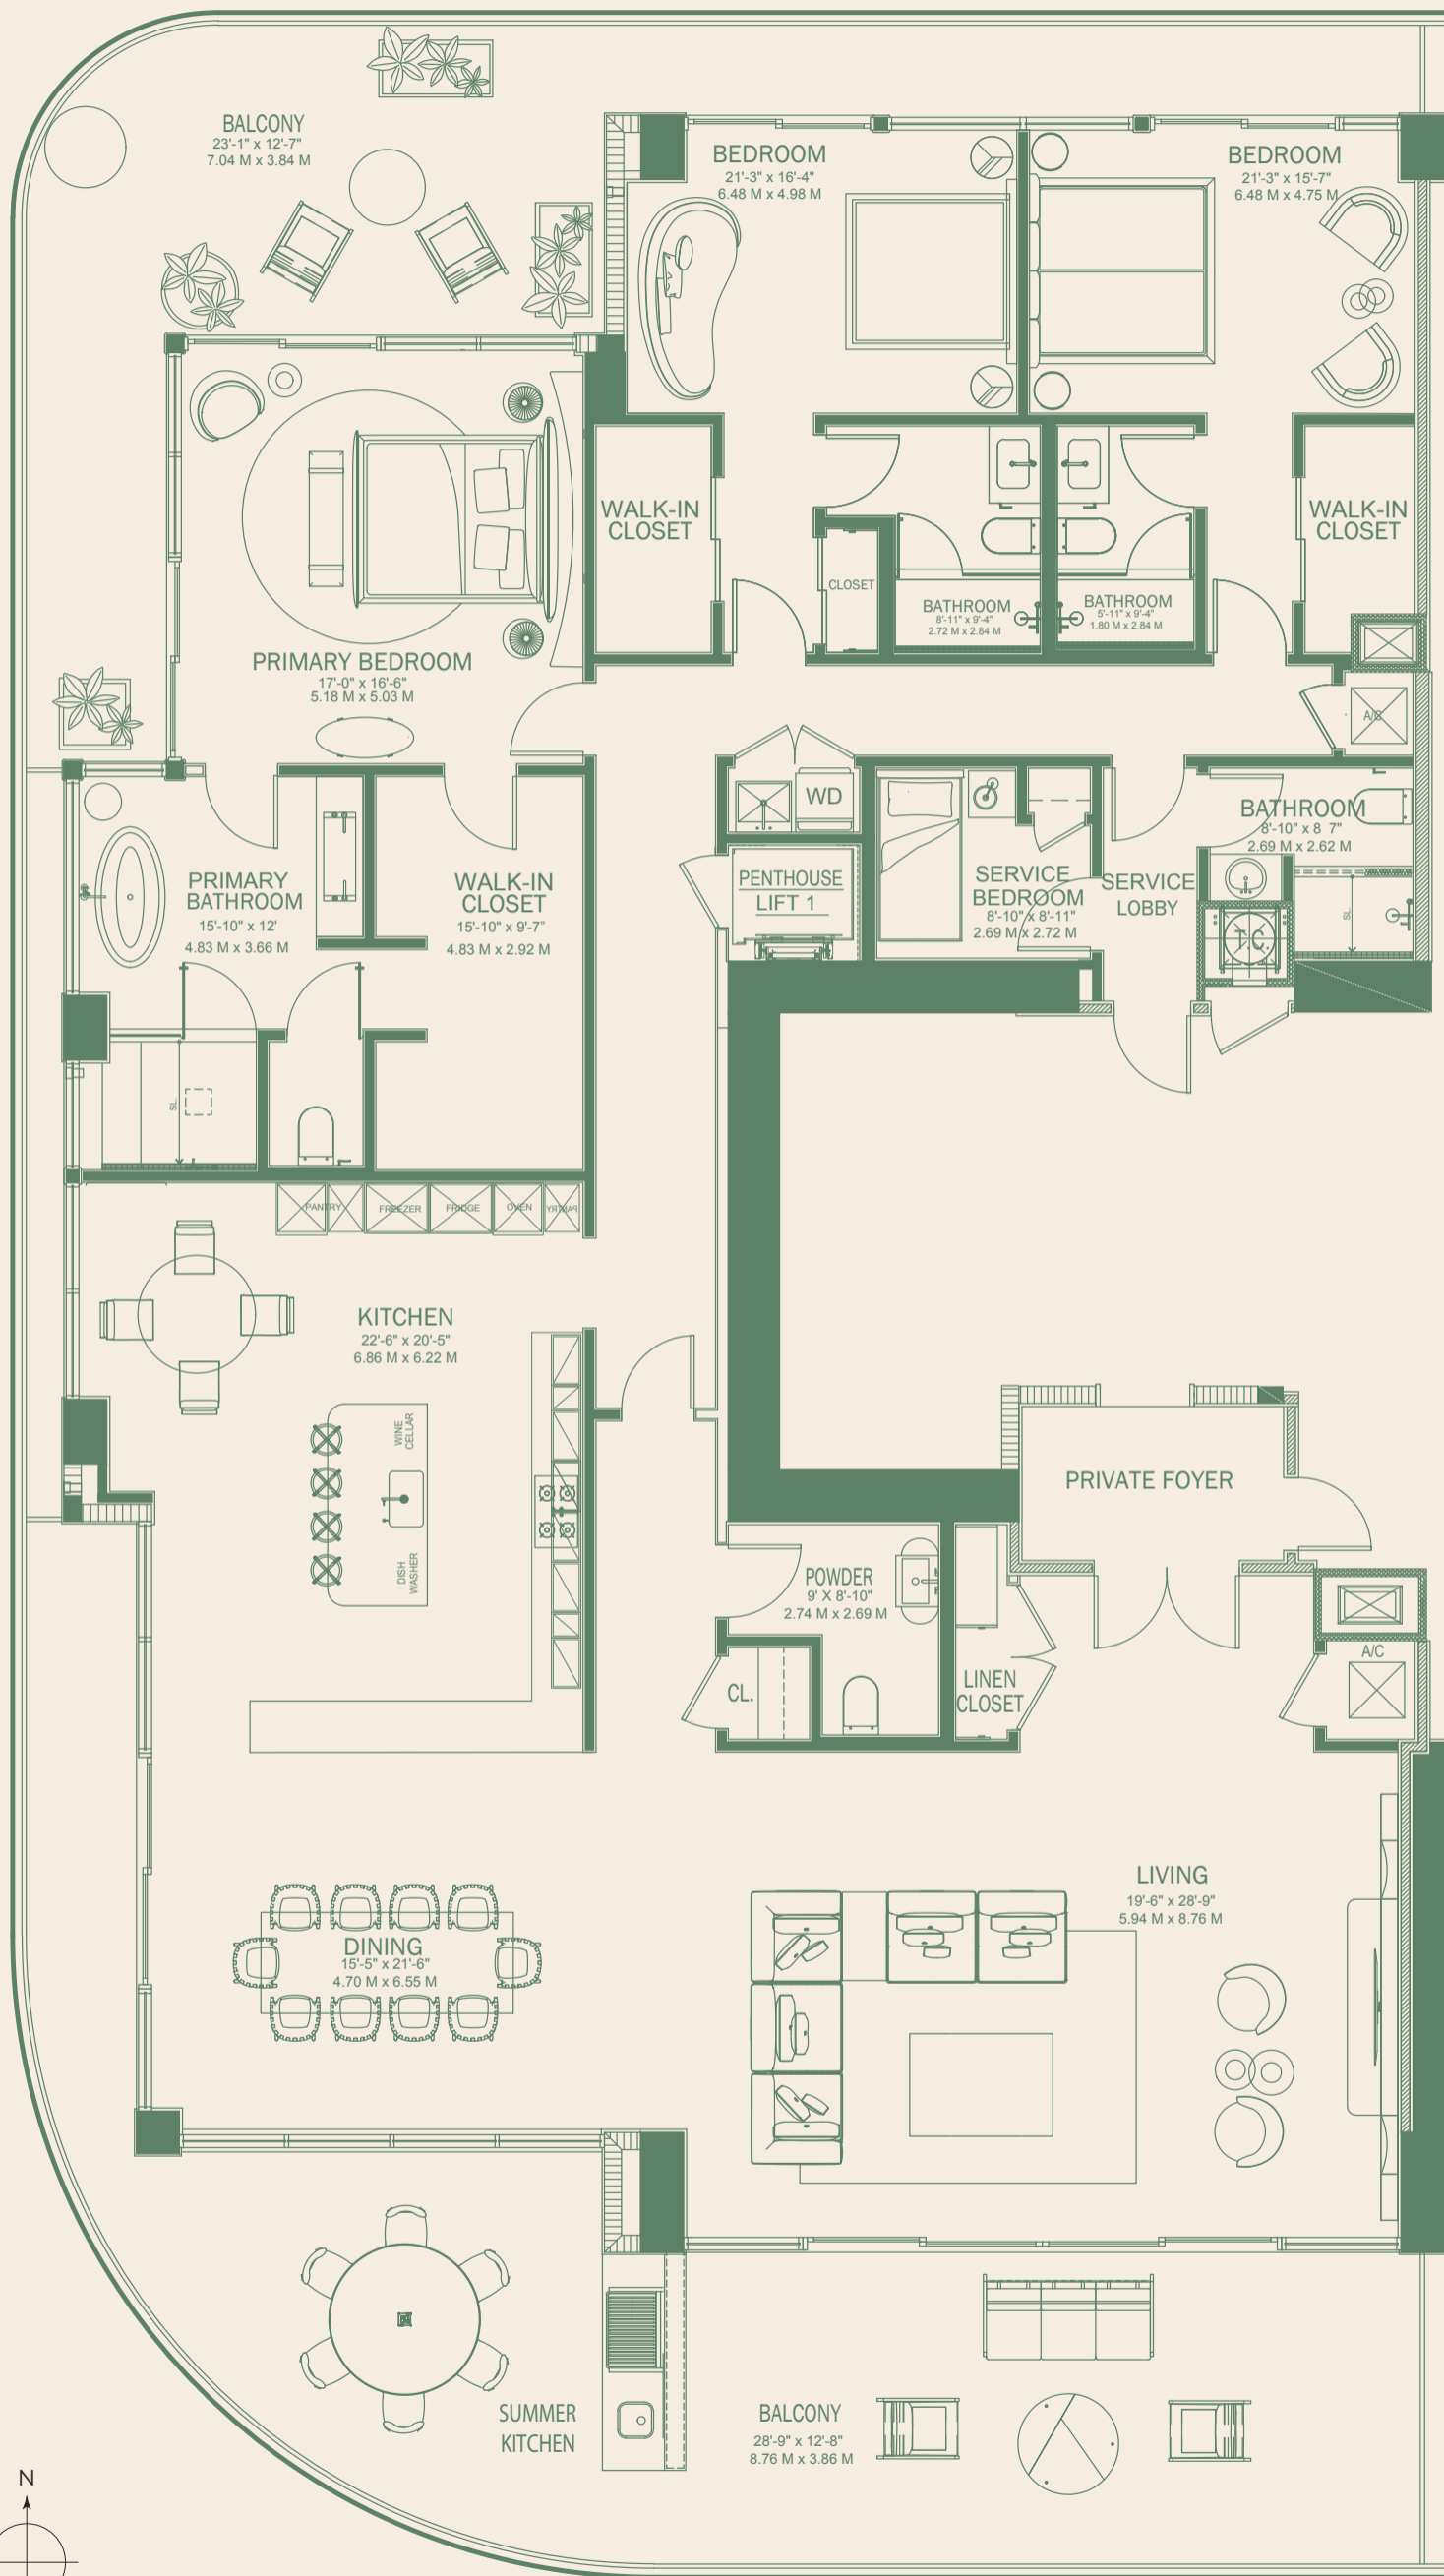 BALCONY
23'-1" x 12'-7"
7.04 M x 3.84 M
BEDROOM
21'-3" x 16'-4"
6.48 M x 4.98 M
BEDROOM
21'-3" x 15'-7"
6.48 M x 4.75 M
WALK-IN
CLOSET
CLOSET
BATHROOM
8'-11" x 9'-4"
2.72 M x 2.84 M
BATHROOM
5'-11" x 9'-4"
1.80 M x 2.84 M
WALK-IN
CLOSET
PRIMARY BEDROOM
17'-0" x 16'-6"
5.18 M x 5.03 M
A/C
WD
BATHROOM
8'-10" x 8 7"
2.69 M x 2.62 M
PRIMARY
BATHROOM
15'-10" x 12'
4.83 M x 3.66 M
WALK-IN
CLOSET
15'-10" x 9'-7"
4.83 M x 2.92 M
PENTHOUSE
LIFT 1
SERVICE
BEDROOM
8'-10" x 8'-11"
2.69 M x 2.72 M
SERVICE
LOBBY
SL.
T.C.
SL.
PANTRY
FREEZER
FRIDGE
OVEN
PANTRY
KITCHEN
22'-6" x 20'-5"
6.86 M x 6.22 M
WINE
CELLAR
DISH
WASHER
PRIVATE FOYER
POWDER
9' X 8'-10"
2.74 M x 2.69 M
CL.
LINEN
CLOSET
A/C
LIVING
19'-6" x 28'-9"
5.94 M x 8.76 M
DINING
15'-5" x 21'-6"
4.70 M x 6.55 M
SUMMER
KITCHEN
BALCONY
28'-9" x 12'-8"
8.76 M x 3.86 M
N